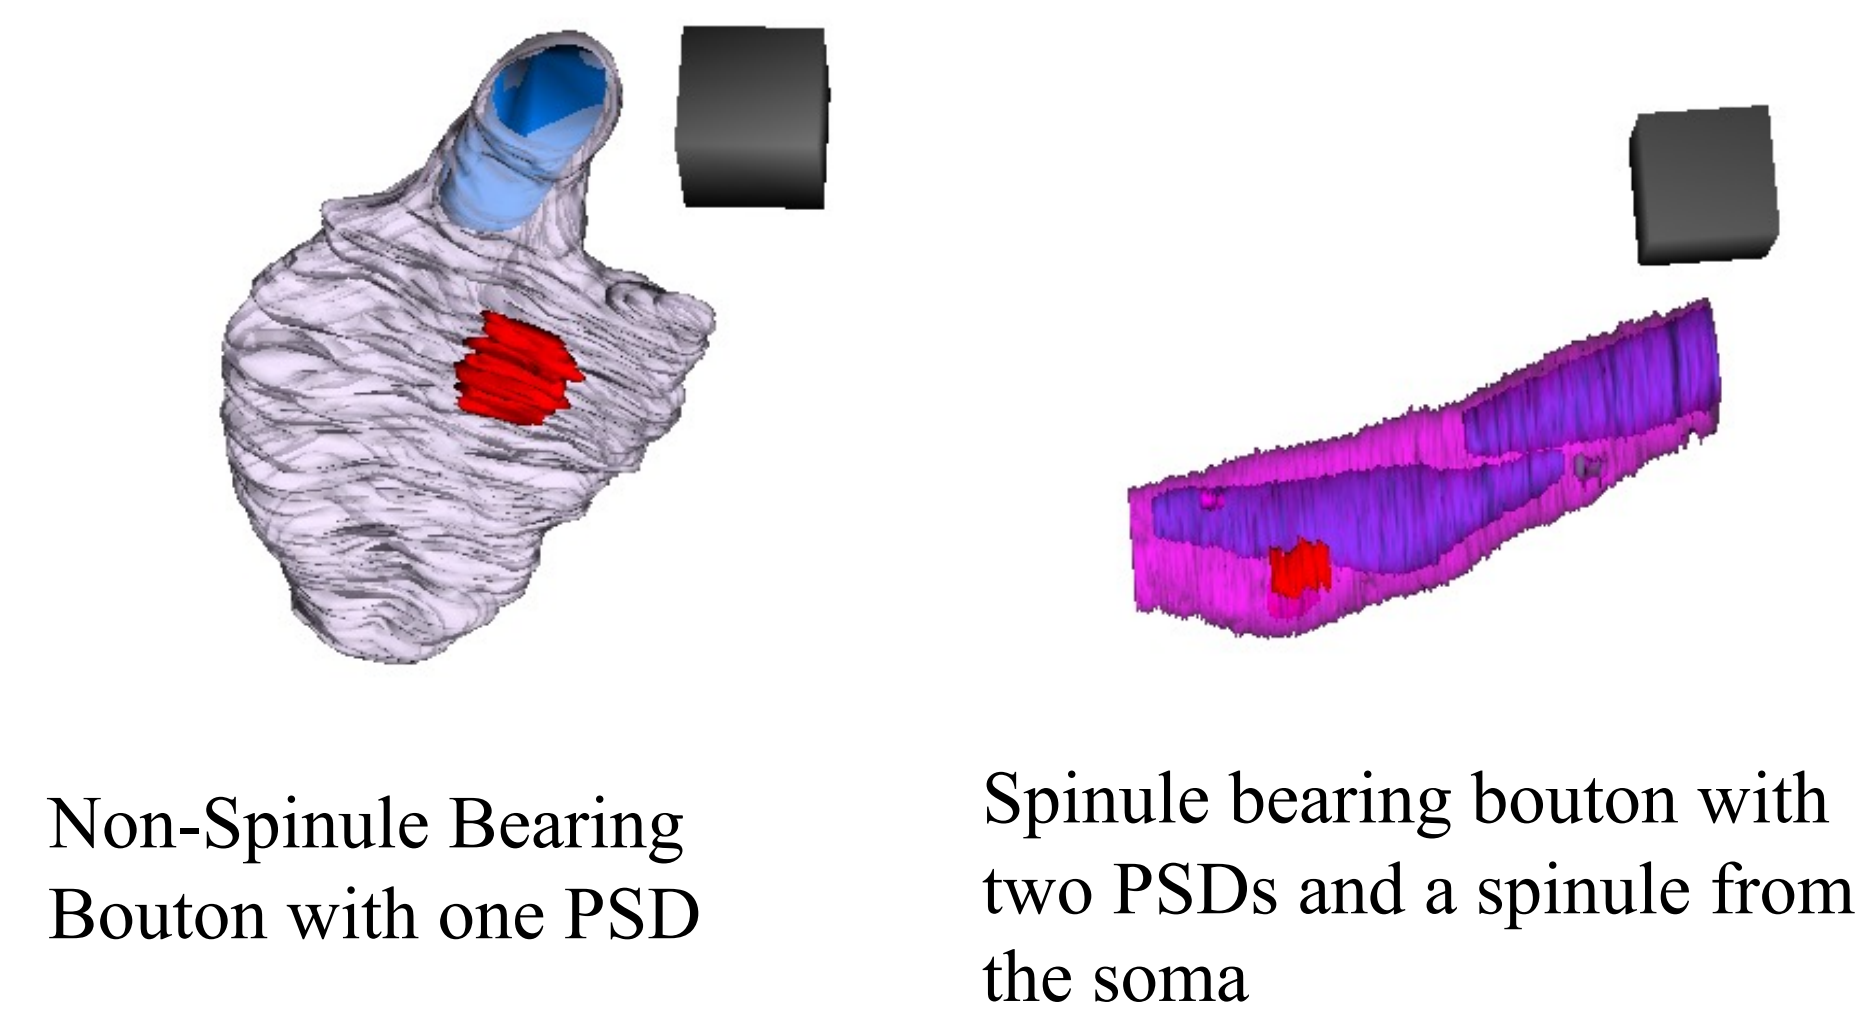 Non-Spinule Bearing
Bouton with one PSD
Spinule bearing bouton with
two PSDs and a spinule from
the soma